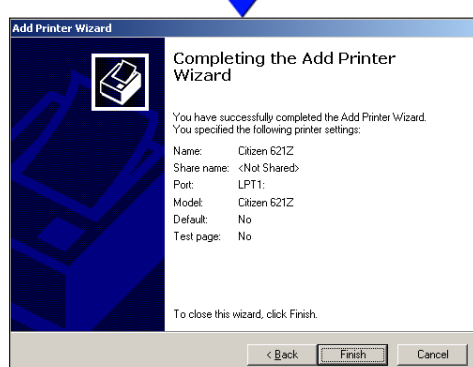 Add Printer Wizard
Completing the Add Printer
Wizard
You have successfully completed the Add Printer Wizard.
You specified the following printer settings:
Name: Citizen 621Z
Share name: <Not Shared>
Port: LPT1:
Model: Citizen 621Z
Default: No
Test page: No
To close this wizard, click Finish.
< Back Finish Cancel